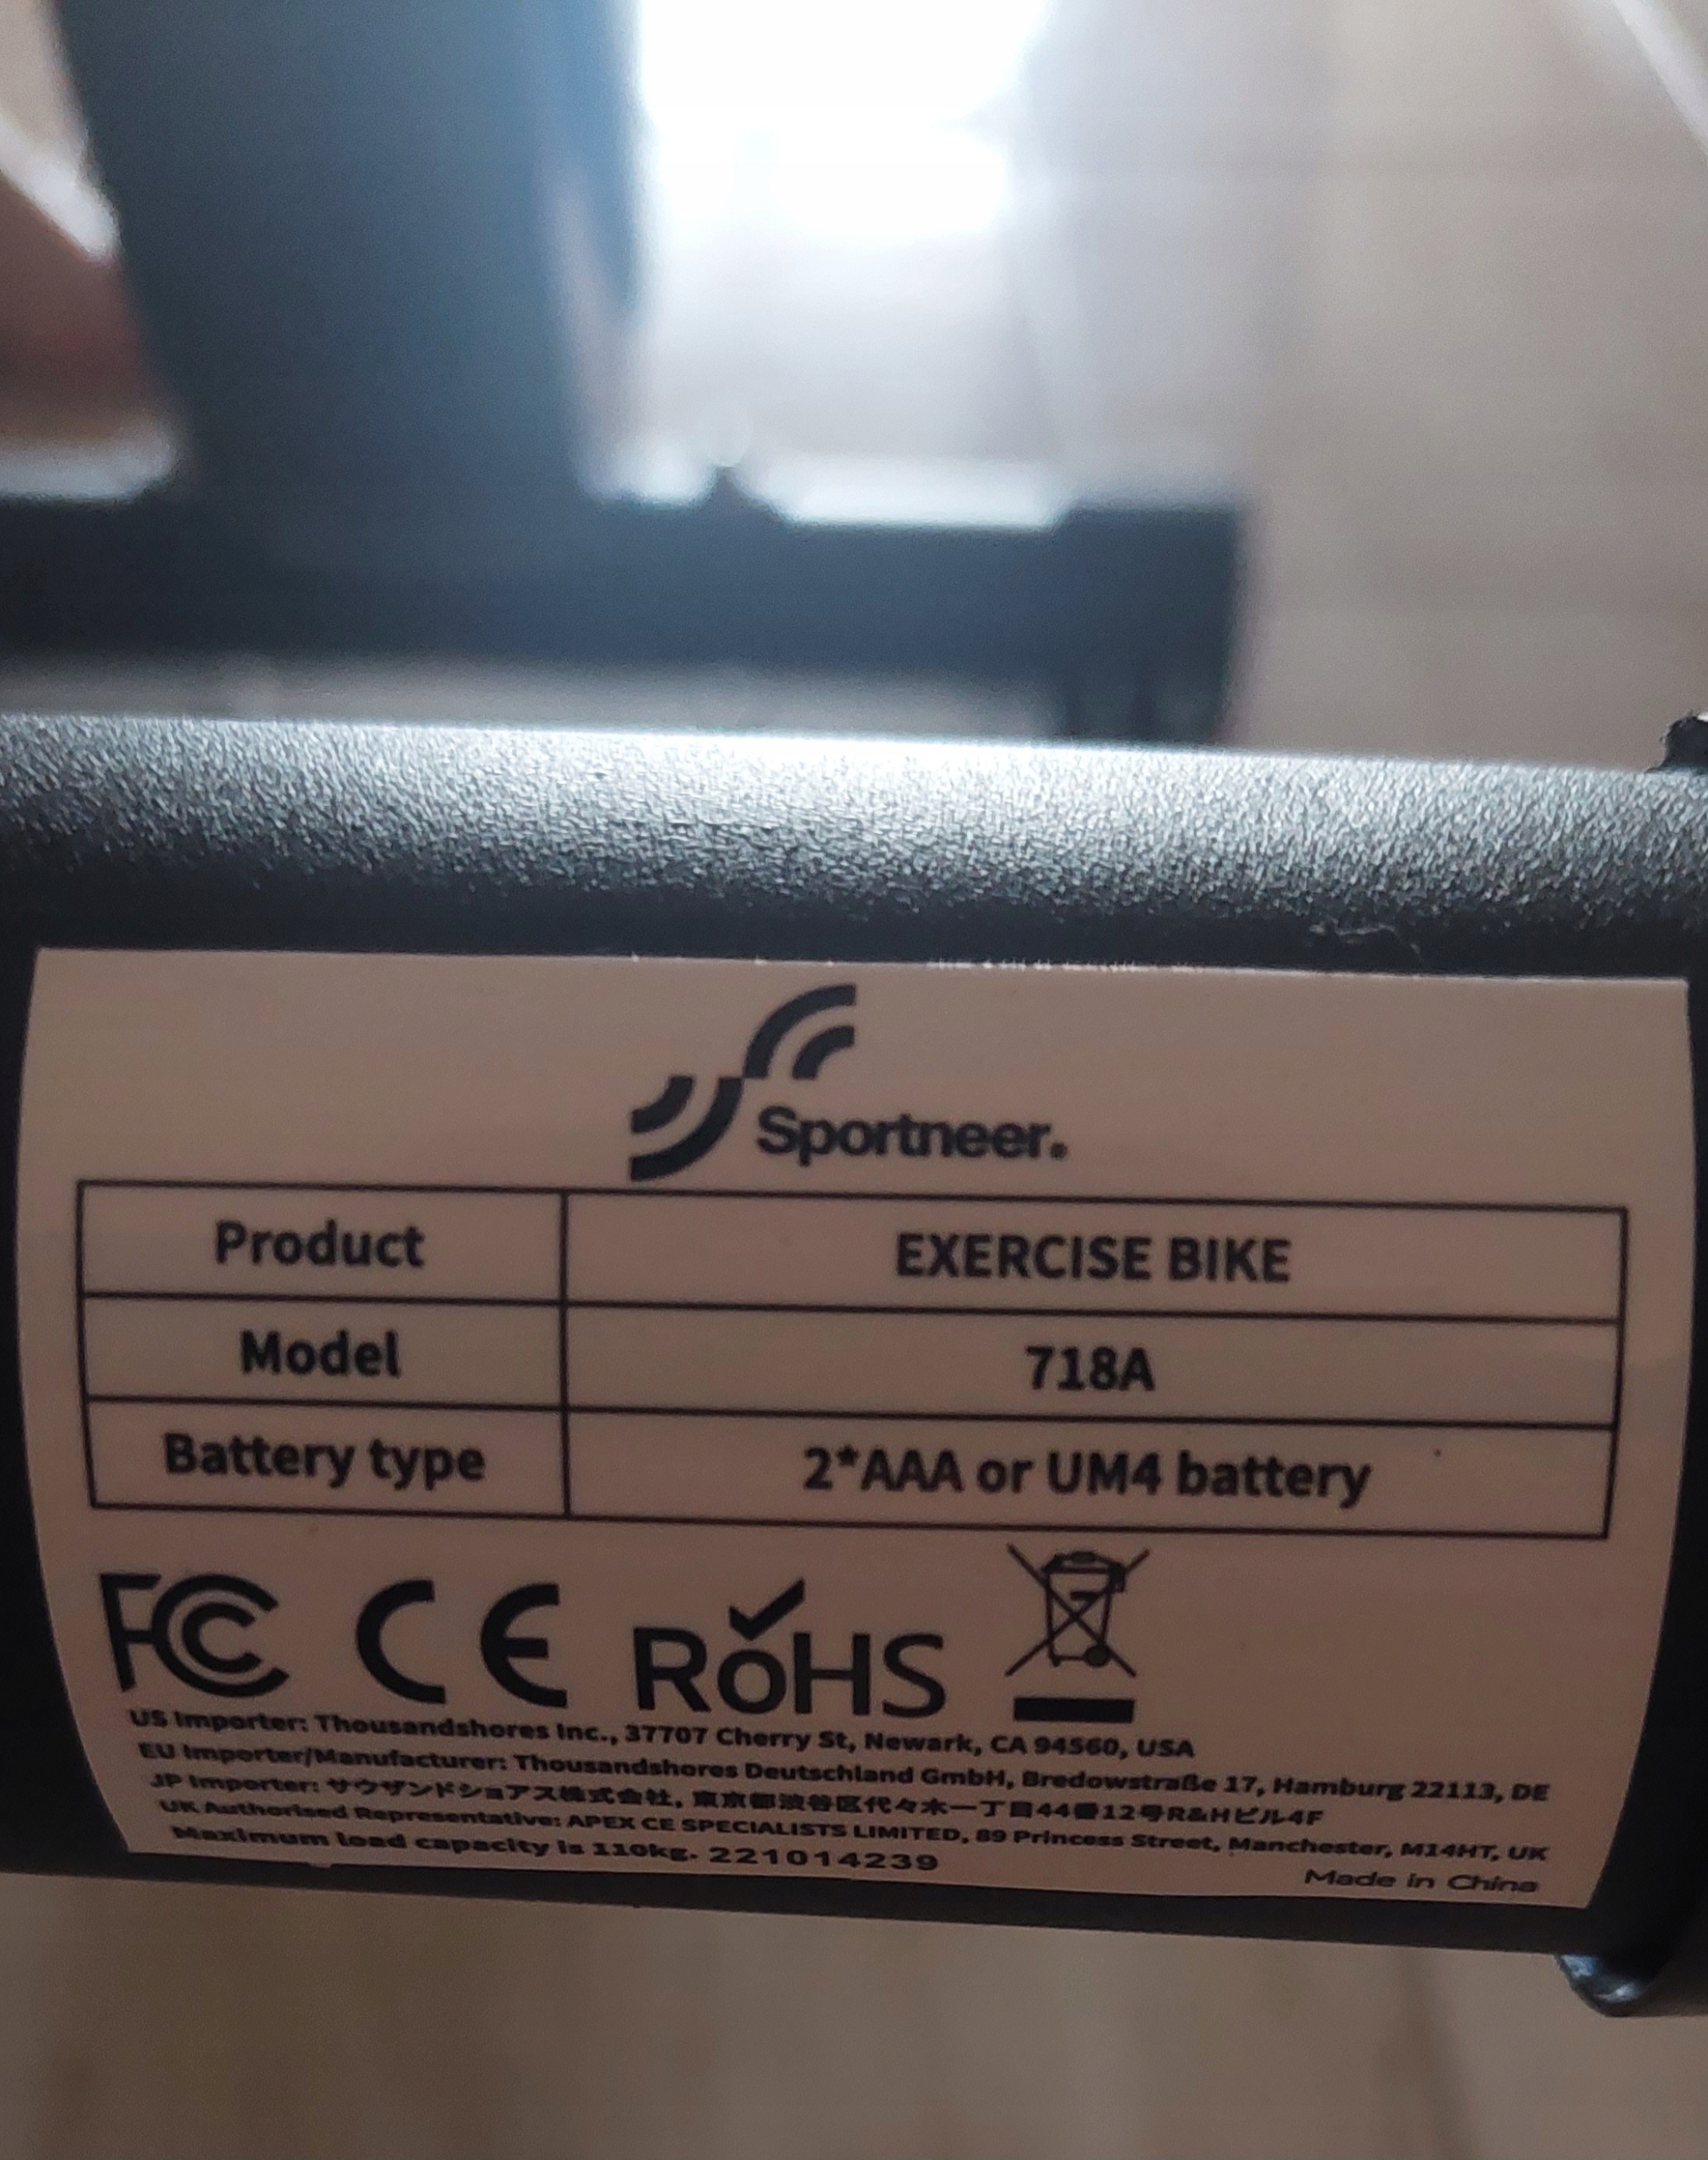 Sportneer.
Product EXERCISE BIKE
Model 718A
Battery type 2*AAA or UM4 battery
FC CE RoHS
US Importer: Thousandshores Inc., 37707 Cherry St, Newark, CA 94560, USA
EU Importer/Manufacturer: Thousandshores Deutschland GmbH, Bredowstraße 17, Hamburg 22113, DE
JP Importer: サウザンドショアス株式会社, 東京都渋谷区代々木一丁目44番12号R&Hビル4F
UK Authorised Representative: APEX CE SPECIALISTS LIMITED, 89 Princess Street, Manchester, M14HT, UK
Maximum load capacity is 110kg. 221014239
Made in China